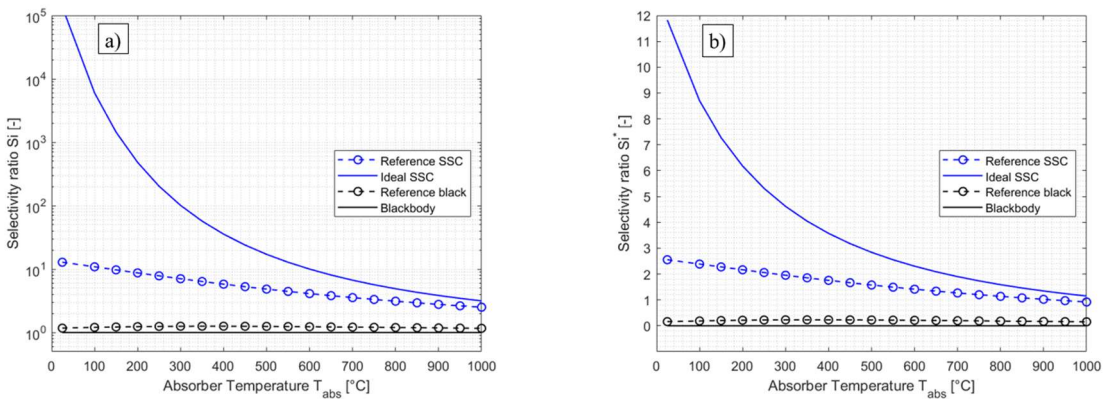 a)
10^5
10^4
10^3
10^2
10^1
10^0
Selectivity ratio Si [-]
Reference SSC
Ideal SSC
Reference black
Blackbody
0 100 200 300 400 500 600 700 800 900 1000
Absorber Temperature T_abs [°C]
b)
12
11
10
9
8
7
6
5
4
3
2
1
0
Selectivity ratio Si^* [-]
Reference SSC
Ideal SSC
Reference black
Blackbody
0 100 200 300 400 500 600 700 800 900 1000
Absorber Temperature T_abs [°C]